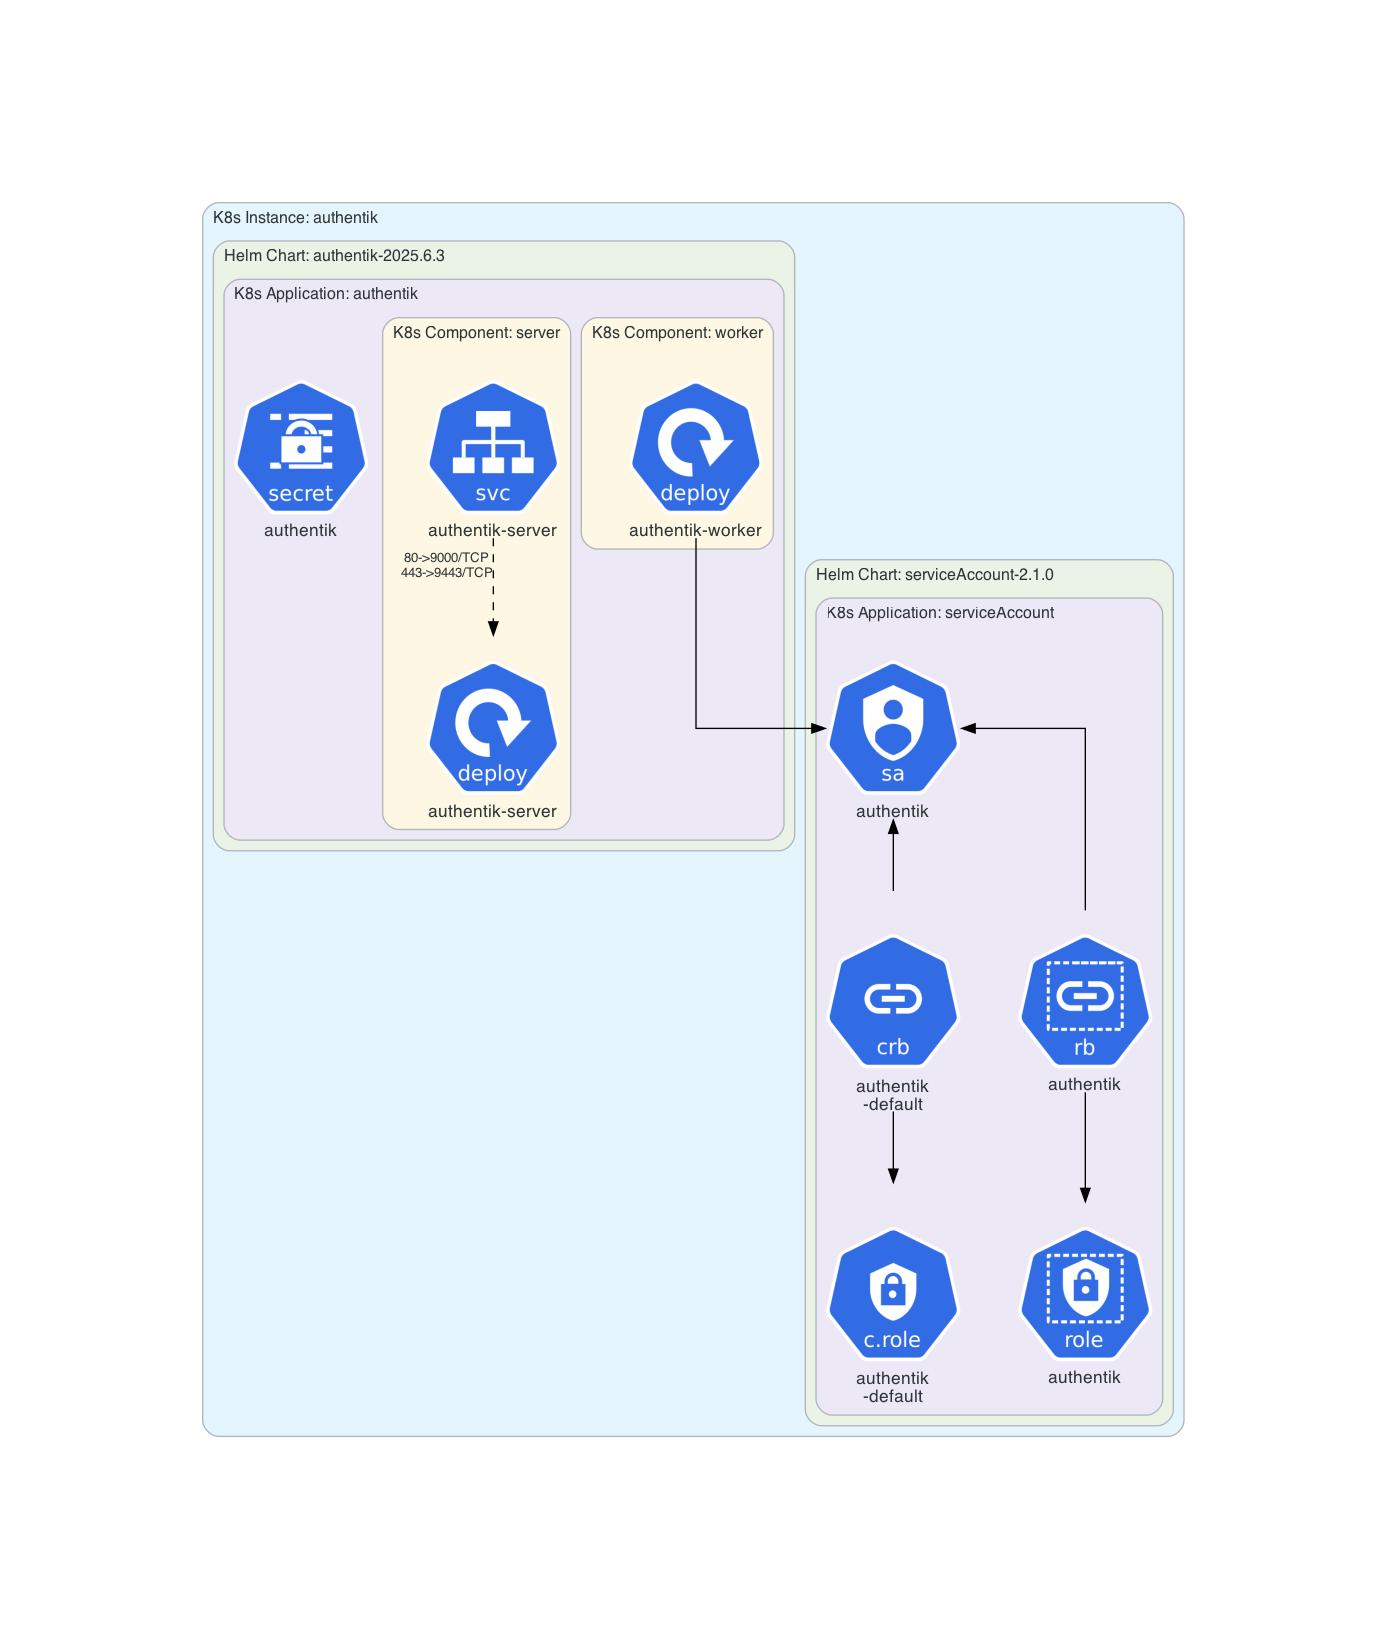 K8s Instance: authentik
Helm Chart: authentik-2025.6.3
K8s Application: authentik
K8s Component: server
K8s Component: worker
secret
authentik
svc
authentik-server
deploy
authentik-worker
80->9000/TCP
443->9443/TCP
deploy
authentik-server
Helm Chart: serviceAccount-2.1.0
K8s Application: serviceAccount
sa
authentik
crb
authentik
-default
rb
authentik
c.role
authentik
-default
role
authentik